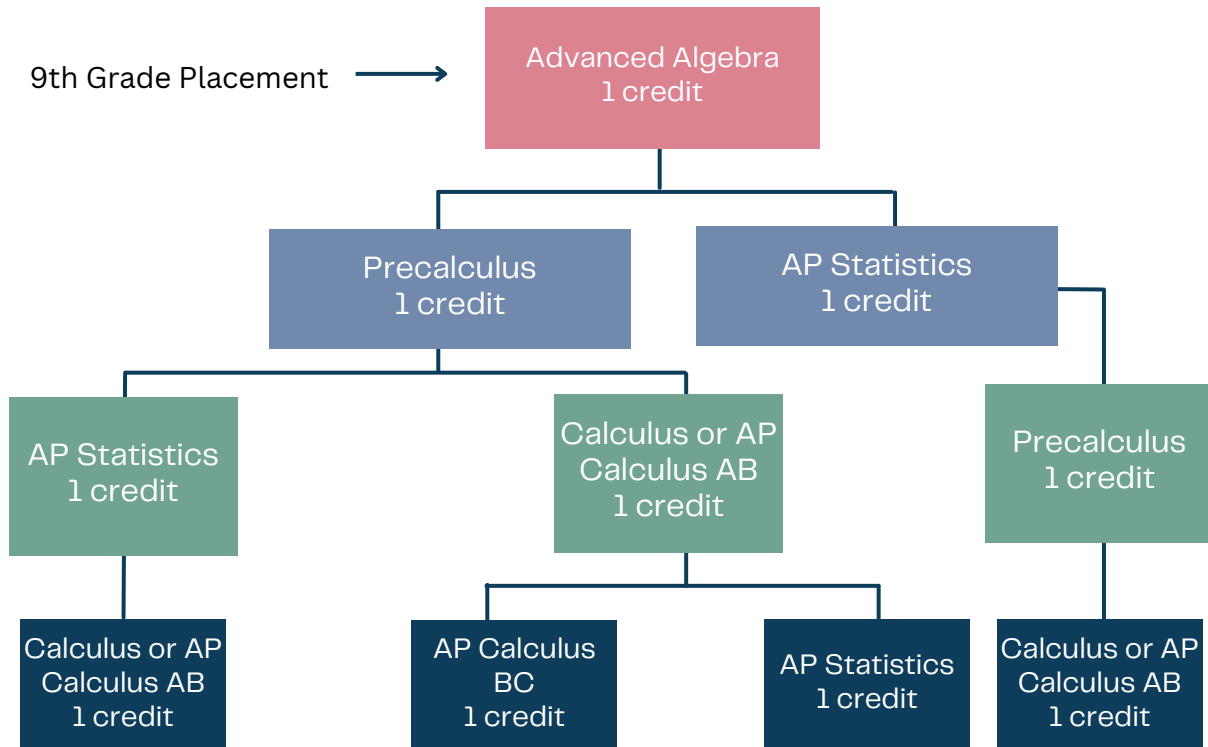 9th Grade Placement
Advanced Algebra
1 credit
Precalculus
1 credit
AP Statistics
1 credit
AP Statistics
1 credit
Calculus or AP
Calculus AB
1 credit
Precalculus
1 credit
Calculus or AP
Calculus AB
1 credit
AP Calculus
BC
1 credit
AP Statistics
1 credit
Calculus or AP
Calculus AB
1 credit